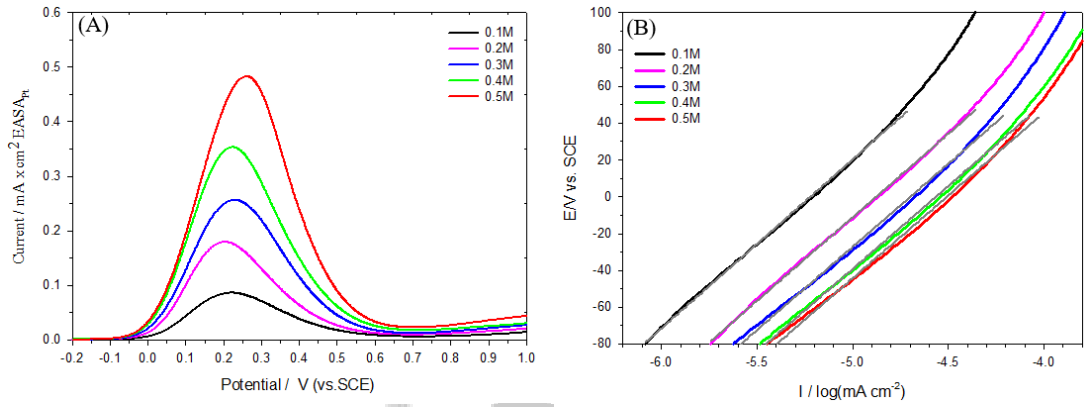 (A)
0.1M
0.2M
0.3M
0.4M
0.5M
0.6
0.5
0.4
0.3
0.2
0.1
0.0
-0.2 -0.1 0.0 0.1 0.2 0.3 0.4 0.5 0.6 0.7 0.8 0.9 1.0
Current / mA x cm² EASA_Pt
Potential / V (vs.SCE)
(B)
0.1M
0.2M
0.3M
0.4M
0.5M
100
80
60
40
20
0
-20
-40
-60
-80
-6.0 -5.5 -5.0 -4.5 -4.0
E/V vs. SCE
I / log(mA cm⁻²)